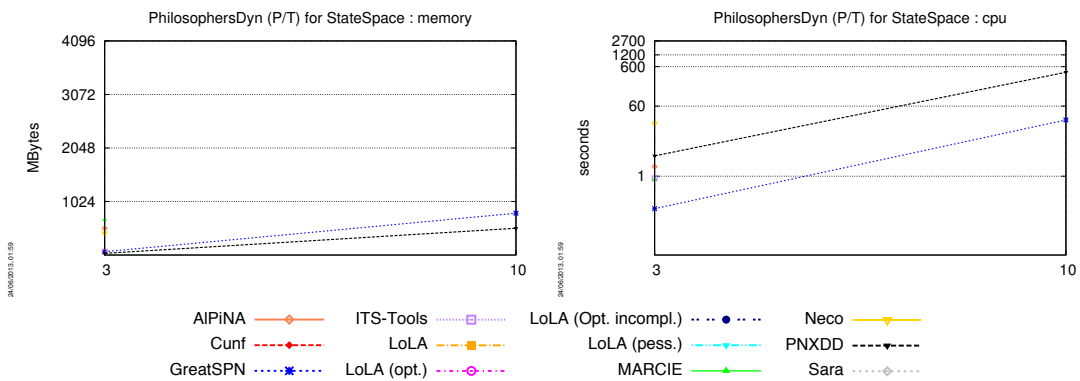 PhilosophersDyn (P/T) for StateSpace : memory
4096
3072
2048
1024
MBytes
3
10
24/06/2013, 01:59
PhilosophersDyn (P/T) for StateSpace : cpu
2700
1200
600
60
1
seconds
3
10
24/06/2013, 01:59
AlPiNA
Cunf
GreatSPN
ITS-Tools
LoLA
LoLA (opt.)
LoLA (Opt. incompl.)
LoLA (pess.)
MARCIE
Neco
PNXDD
Sara